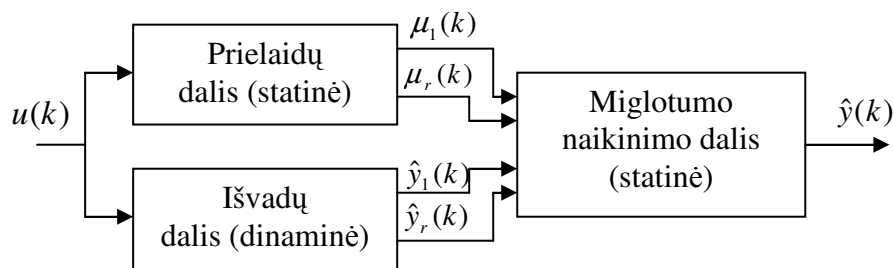 u(k)
Prielaidų
dalis (statinė)
μ₁(k)
μᵣ(k)
Išvadų
dalis (dinaminė)
ŷ₁(k)
ŷᵣ(k)
Miglotumo
naikinimo dalis
(statinė)
ŷ(k)